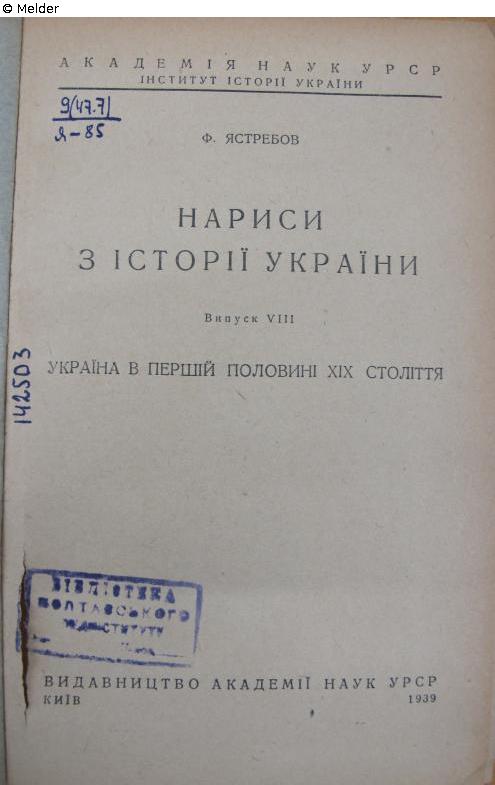 © Melder
АКАДЕМІЯ НАУК УРСР
ІНСТИТУТ ІСТОРІЇ УКРАЇНИ
9(47.7)
Я-85
Ф. ЯСТРЕБОВ
НАРИСИ
З ІСТОРІЇ УКРАЇНИ
Випуск VIII
УКРАЇНА В ПЕРШІЙ ПОЛОВИНІ XIX СТОЛІТТЯ
142503
БІБЛІОТЕКА
ПОЛТАВСЬКОГО
ВИДАВНИЦТВО АКАДЕМІЇ НАУК УРСР
КИЇВ 1939